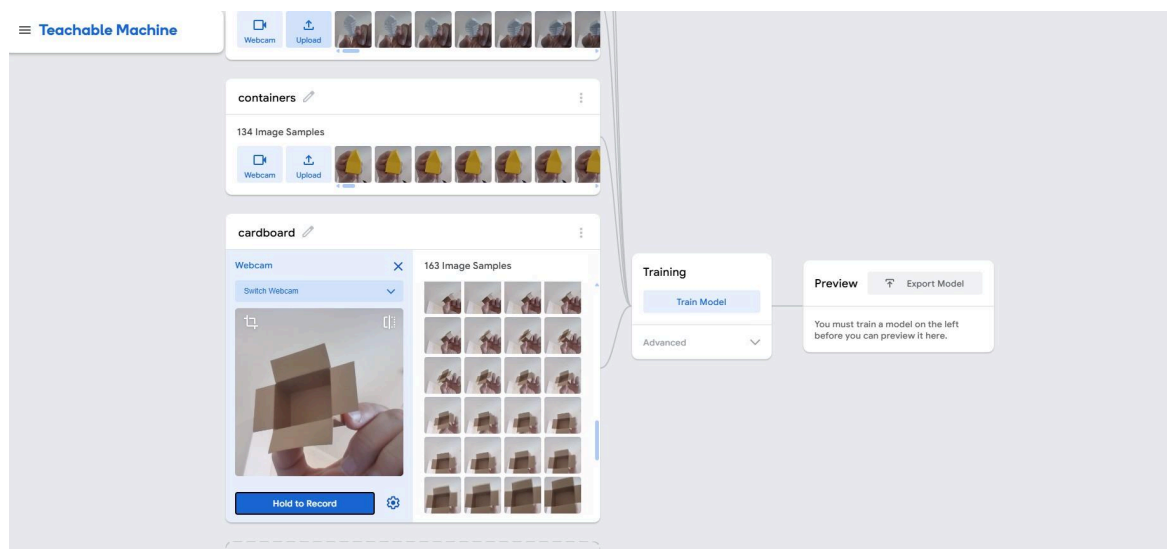 Teachable Machine
Webcam
Upload
containers
134 Image Samples
Webcam
Upload
cardboard
Webcam
Switch Webcam
Hold to Record
163 Image Samples
Training
Train Model
Advanced
Preview
Export Model
You must train a model on the left
before you can preview it here.